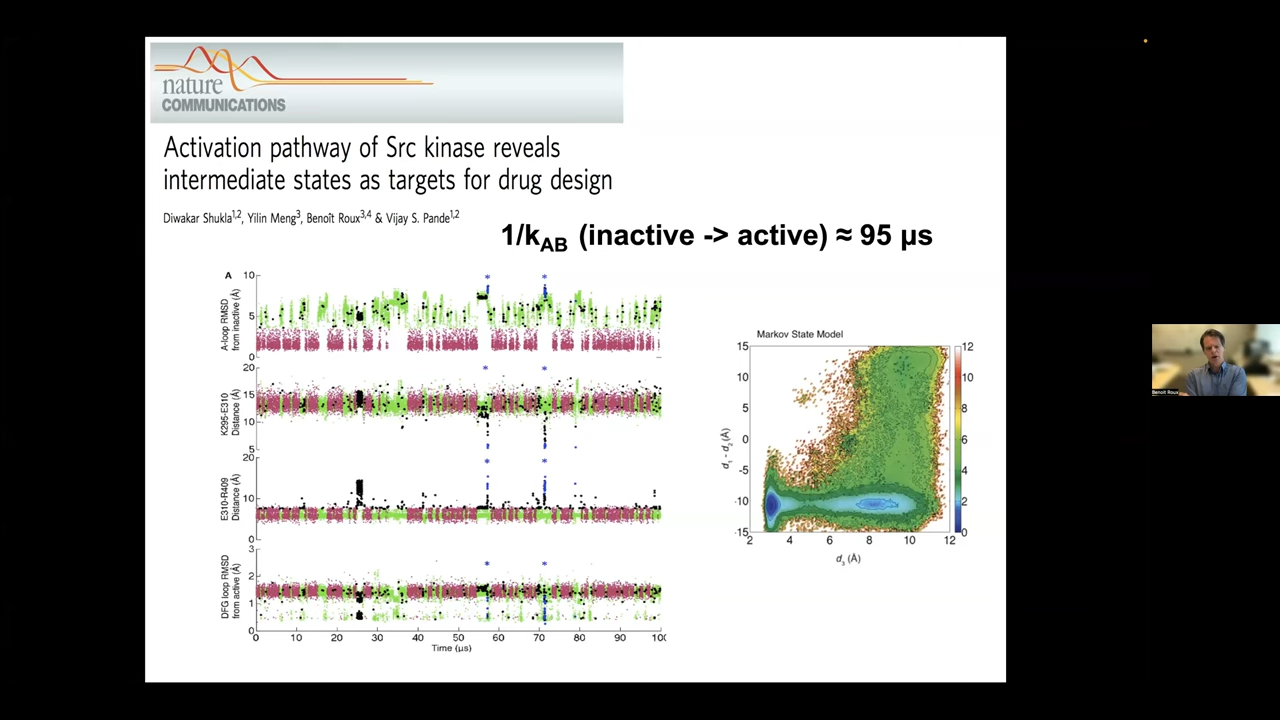 nature
COMMUNICATIONS
Activation pathway of Src kinase reveals
intermediate states as targets for drug design
Diwakar Shukla1,2, Yilin Meng3, Benoît Roux3,4 & Vijay S. Pande1,2
1/kAB (inactive -> active) ≈ 95 µs
A
10
5
0
A-loop RMSD
from inactive (Å)
20
15
10
5
K295-E310
Distance (Å)
20
10
0
E310-R409
Distance (Å)
3
2
1
0
DFG loop RMSD
from active (Å)
* *
* *
* *
* *
0 10 20 30 40 50 60 70 80 90 100
Time (µs)
Markov State Model
15
10
5
0
-5
-10
-15
d1 - d2 (Å)
2 4 6 8 10 12
d3 (Å)
12
10
8
6
4
2
0
Benoit Roux